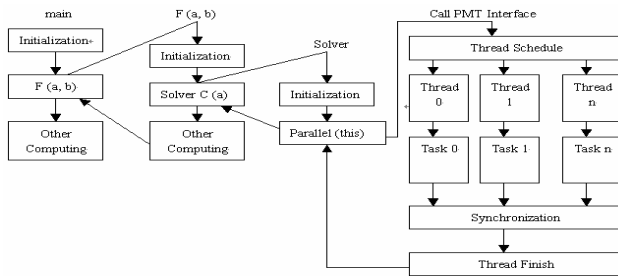 main
F (a, b)
Call PMT Interface
Initialization
Solver
Thread Schedule
Initialization
F (a, b)
Solver C (a)
Initialization
Thread
0
Thread
1
Thread
n
Other
Computing
Other
Computing
Parallel (this)
Task 0
Task 1
Task n
Synchronization
Thread Finish